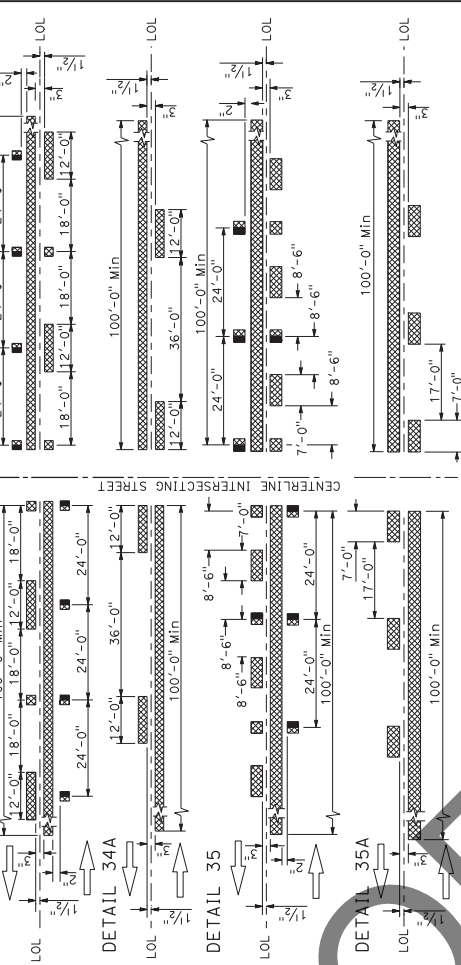 LOL 3" 2" 1½" 12'-0" 18'-0" 12'-0" 18'-0"
24'-0" 24'-0" 24'-0"
2" 3" 1½" LOL
18'-0" 12'-0" 18'-0" 18'-0" 12'-0"
DETAIL 34A
LOL 3" 1½" 12'-0" 36'-0" 12'-0"
100'-0" Min
100'-0" Min
12'-0" 36'-0" 12'-0"
3" 1½" LOL
CENTERLINE INTERSECTING STREET
DETAIL 35
LOL 3" 2" 1½"
8'-6" 8'-6" 8'-6" 7'-0"
24'-0" 24'-0"
100'-0" Min
100'-0" Min
24'-0" 24'-0"
7'-0" 8'-6" 8'-6" 8'-6"
2" 3" 1½" LOL
DETAIL 35A
LOL 3" 1½"
7'-0" 17'-0"
100'-0" Min
100'-0" Min
17'-0" 7'-0"
3" 1½" LOL